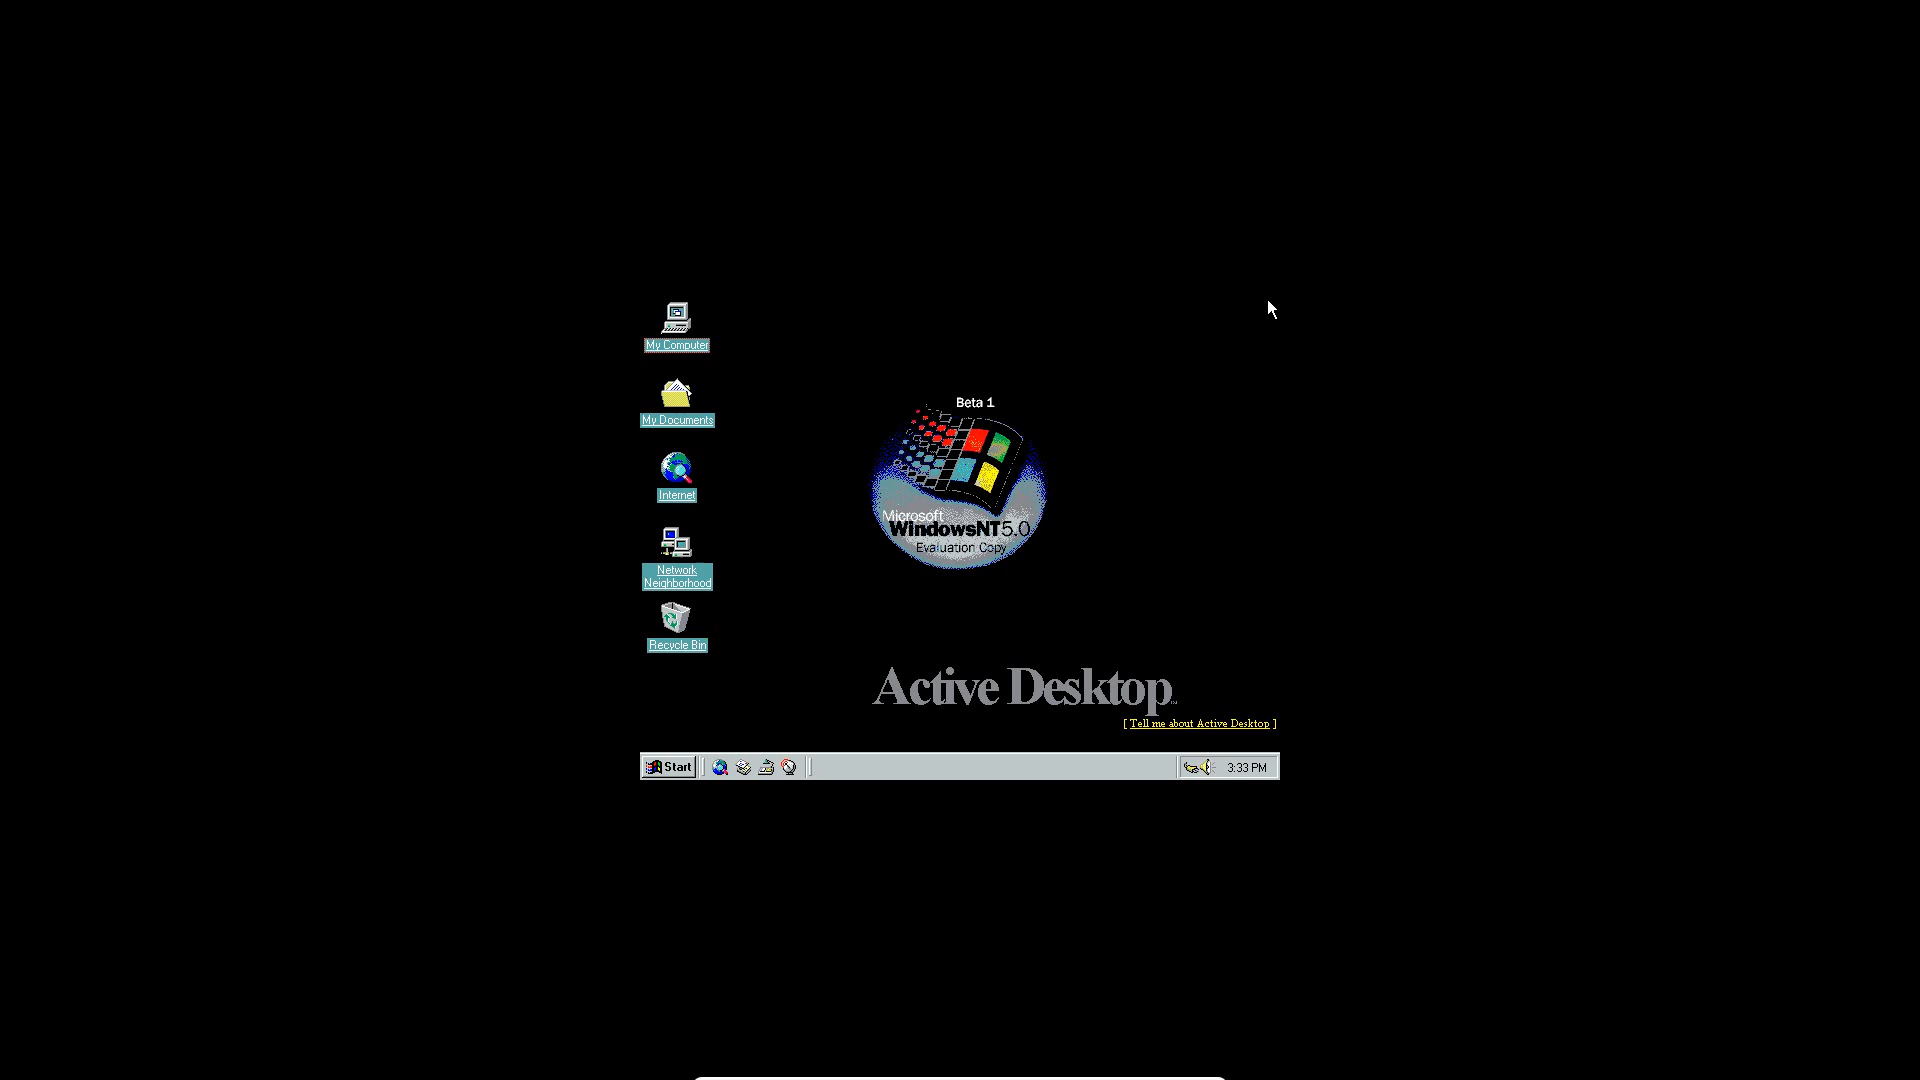 My Computer
My Documents
Internet
Network
Neighborhood
Recycle Bin
Beta 1
Microsoft
WindowsNT5.0
Evaluation Copy
Active Desktop
[ Tell me about Active Desktop ]
Start
3:33 PM